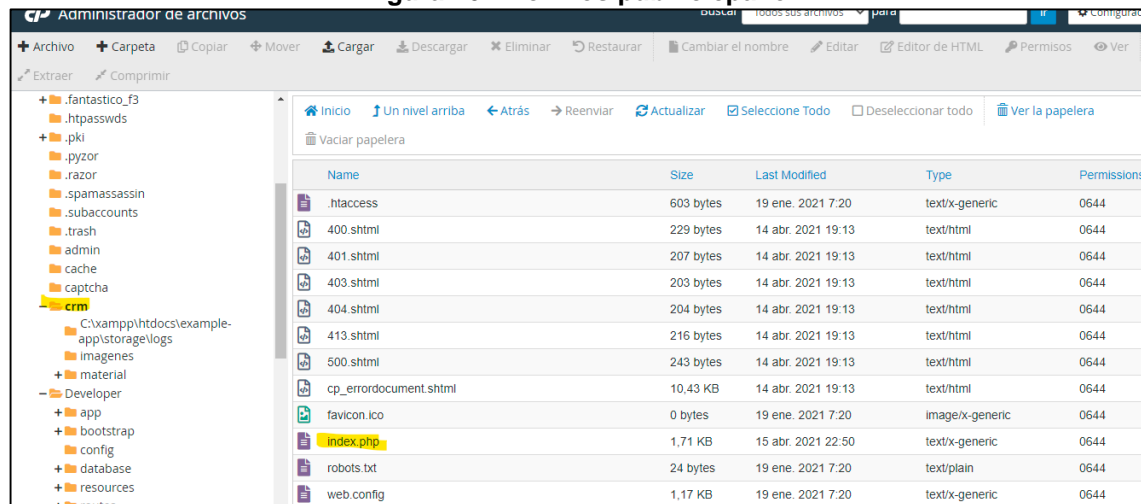 cP Administrador de archivos Buscar Todos sus archivos para Ir Configurac
+ Archivo + Carpeta Copiar Mover Cargar Descargar Eliminar Restaurar Cambiar el nombre Editar Editor de HTML Permisos Ver
Extraer Comprimir
+ .fantastico_f3
.htpasswds
+ .pki
.pyzor
.razor
.spamassassin
.subaccounts
.trash
admin
cache
captcha
– crm
C:\xampp\htdocs\example-
app\storage\logs
imagenes
+ material
– Developer
+ app
+ bootstrap
config
+ database
+ resources
Inicio Un nivel arriba Atrás Reenviar Actualizar Seleccione Todo Deseleccionar todo Ver la papelera
Vaciar papelera
Name Size Last Modified Type Permissions
.htaccess 603 bytes 19 ene. 2021 7:20 text/x-generic 0644
400.shtml 229 bytes 14 abr. 2021 19:13 text/html 0644
401.shtml 207 bytes 14 abr. 2021 19:13 text/html 0644
403.shtml 203 bytes 14 abr. 2021 19:13 text/html 0644
404.shtml 204 bytes 14 abr. 2021 19:13 text/html 0644
413.shtml 216 bytes 14 abr. 2021 19:13 text/html 0644
500.shtml 243 bytes 14 abr. 2021 19:13 text/html 0644
cp_errordocument.shtml 10,43 KB 14 abr. 2021 19:13 text/html 0644
favicon.ico 0 bytes 19 ene. 2021 7:20 image/x-generic 0644
index.php 1,71 KB 15 abr. 2021 22:50 text/x-generic 0644
robots.txt 24 bytes 19 ene. 2021 7:20 text/plain 0644
web.config 1,17 KB 19 ene. 2021 7:20 text/x-generic 0644